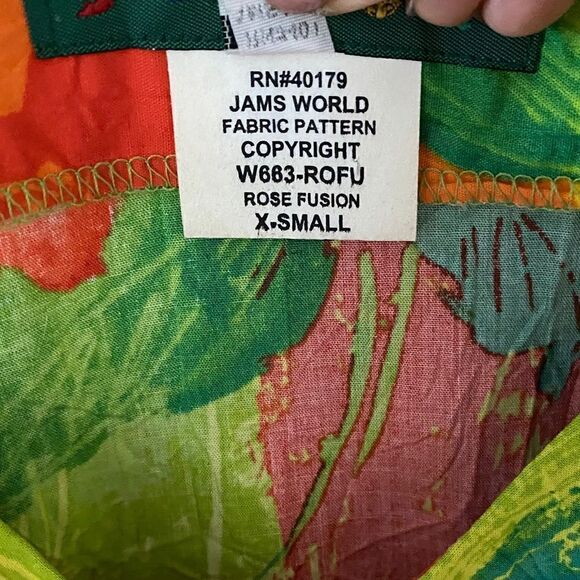 RN#40179
JAMS WORLD
FABRIC PATTERN
COPYRIGHT
W663-ROFU
ROSE FUSION
X-SMALL